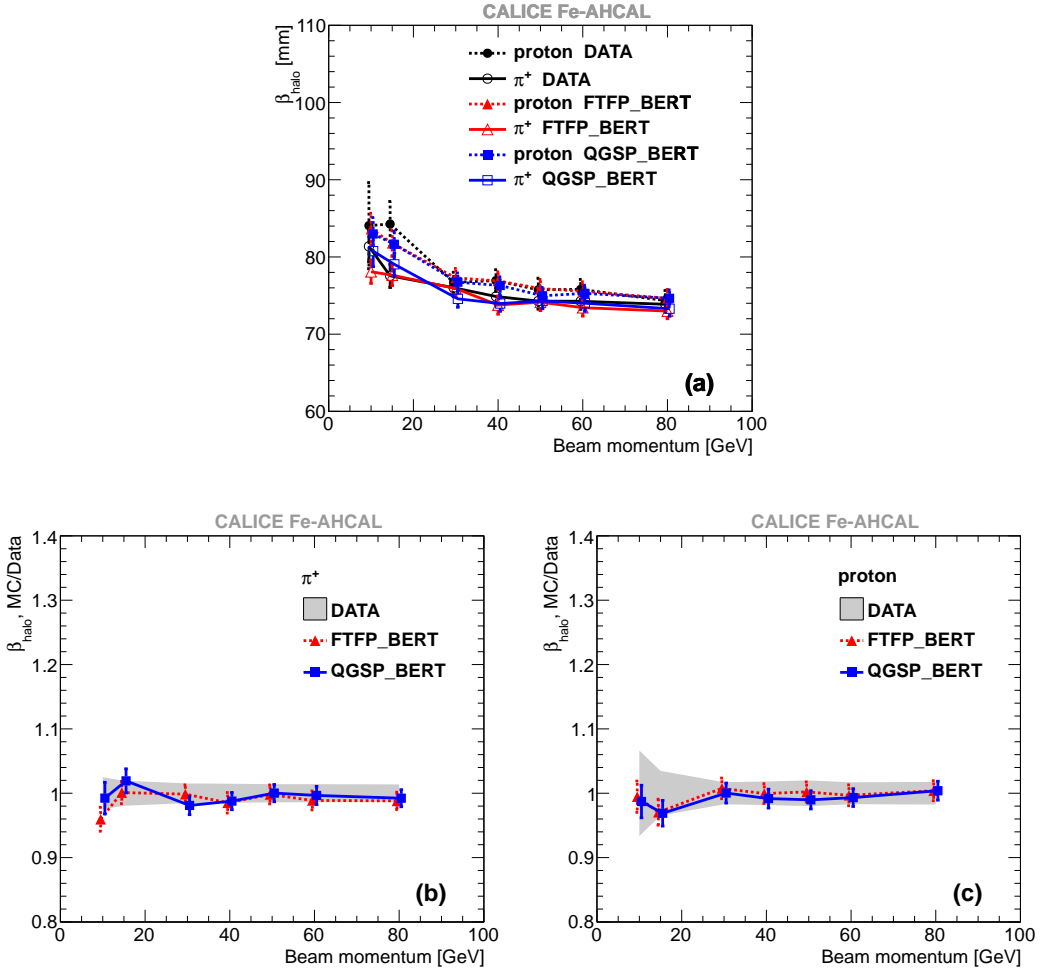 CALICE Fe-AHCAL
β_halo [mm]
110
100
90
80
70
60
proton DATA
π⁺ DATA
proton FTFP_BERT
π⁺ FTFP_BERT
proton QGSP_BERT
π⁺ QGSP_BERT
(a)
0 20 40 60 80 100
Beam momentum [GeV]
CALICE Fe-AHCAL
β_halo, MC/Data
1.4
1.3
1.2
1.1
1
0.9
0.8
π⁺
DATA
FTFP_BERT
QGSP_BERT
(b)
0 20 40 60 80 100
Beam momentum [GeV]
CALICE Fe-AHCAL
β_halo, MC/Data
1.4
1.3
1.2
1.1
1
0.9
0.8
proton
DATA
FTFP_BERT
QGSP_BERT
(c)
0 20 40 60 80 100
Beam momentum [GeV]